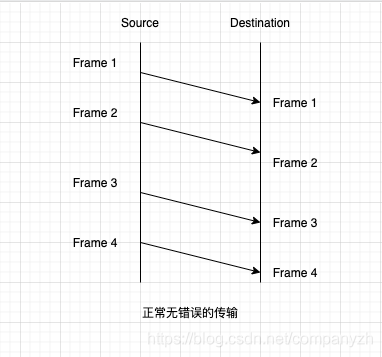 Source Destination
Frame 1
Frame 1
Frame 2
Frame 2
Frame 3
Frame 3
Frame 4
Frame 4
正常无错误的传输
https://blog.csdn.net/companyzh